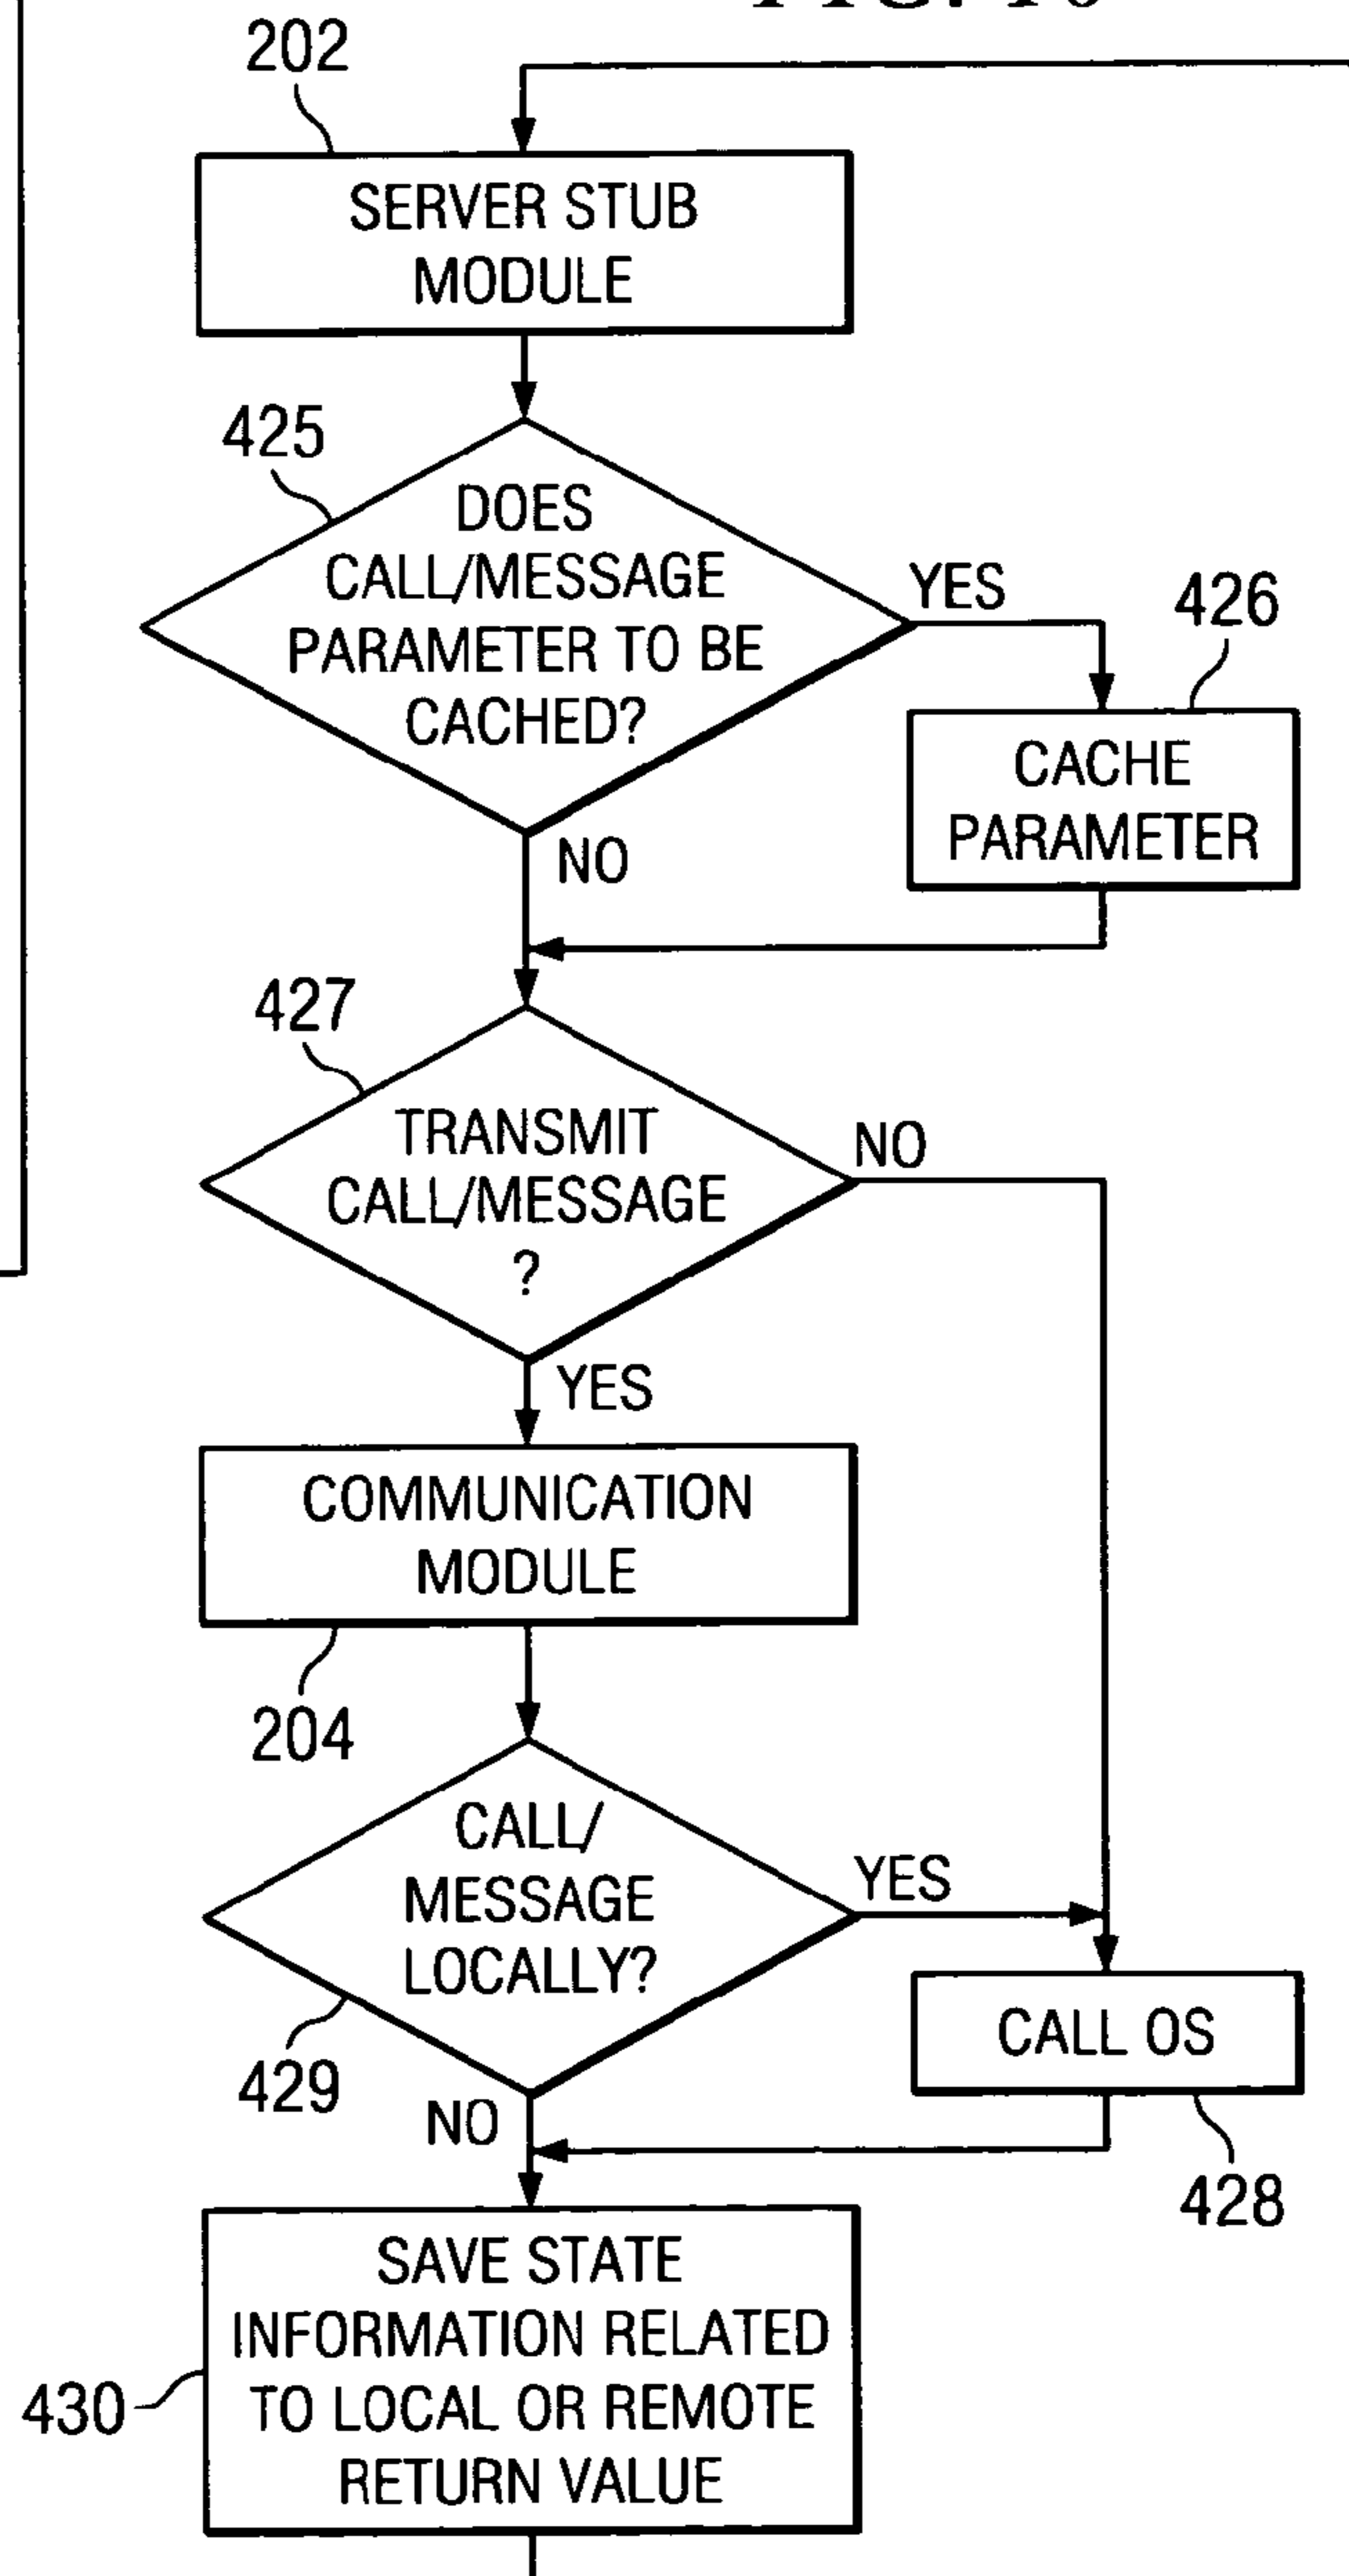 202
SERVER STUB
MODULE
425
DOES
CALL/MESSAGE
PARAMETER TO BE
CACHED?
YES
426
CACHE
PARAMETER
NO
427
TRANSMIT
CALL/MESSAGE
?
NO
YES
COMMUNICATION
MODULE
204
CALL/
MESSAGE
LOCALLY?
YES
429
CALL OS
NO
428
SAVE STATE
INFORMATION RELATED
TO LOCAL OR REMOTE
RETURN VALUE
430